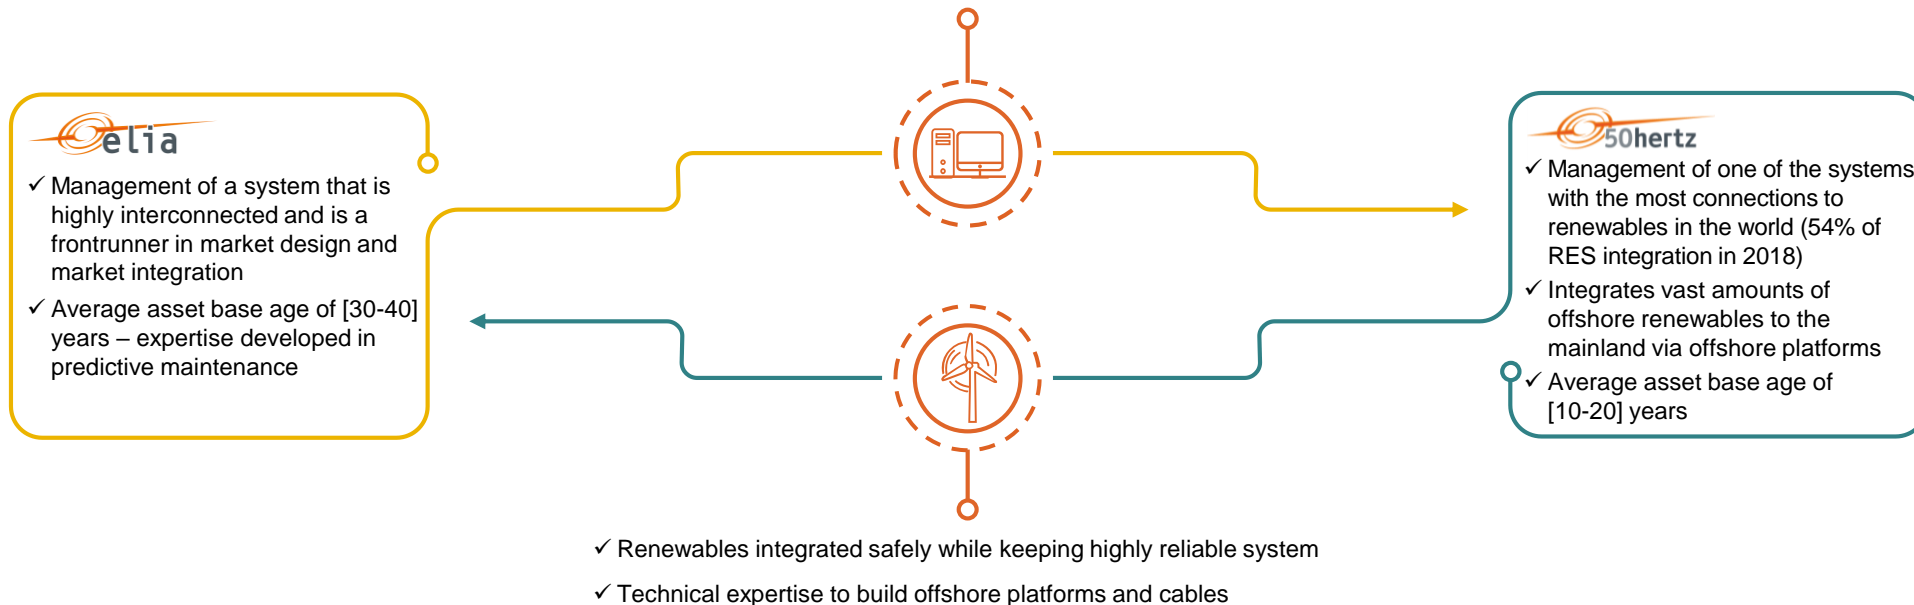 elia
✓ Management of a system that is
highly interconnected and is a
frontrunner in market design and
market integration
✓ Average asset base age of [30-40]
years – expertise developed in
predictive maintenance
50hertz
✓ Management of one of the systems
with the most connections to
renewables in the world (54% of
RES integration in 2018)
✓ Integrates vast amounts of
offshore renewables to the
mainland via offshore platforms
✓ Average asset base age of
[10-20] years
✓ Renewables integrated safely while keeping highly reliable system
✓ Technical expertise to build offshore platforms and cables